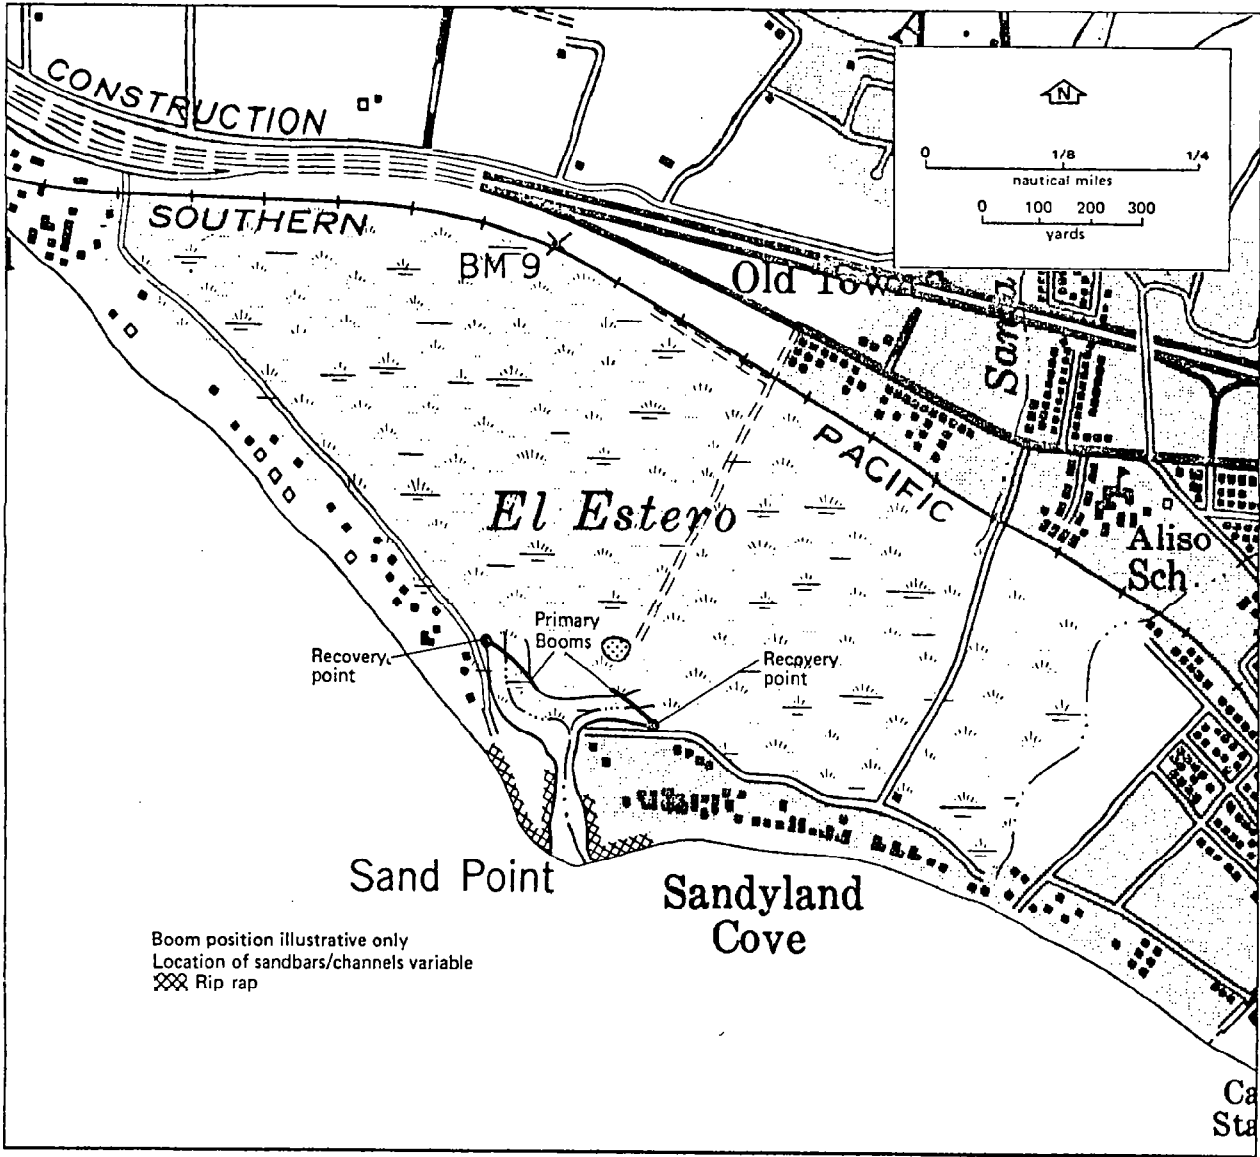 CONSTRUCTION
N
0 1/8 1/4
nautical miles
0 100 200 300
yards
SOUTHERN
BM 9
Old Town
PACIFIC
El Estero
Aliso
Sch
Primary
Booms
Recovery
point
Recovery
point
Sand Point
Sandyland
Cove
Boom position illustrative only
Location of sandbars/channels variable
Rip rap
Ca
Sta